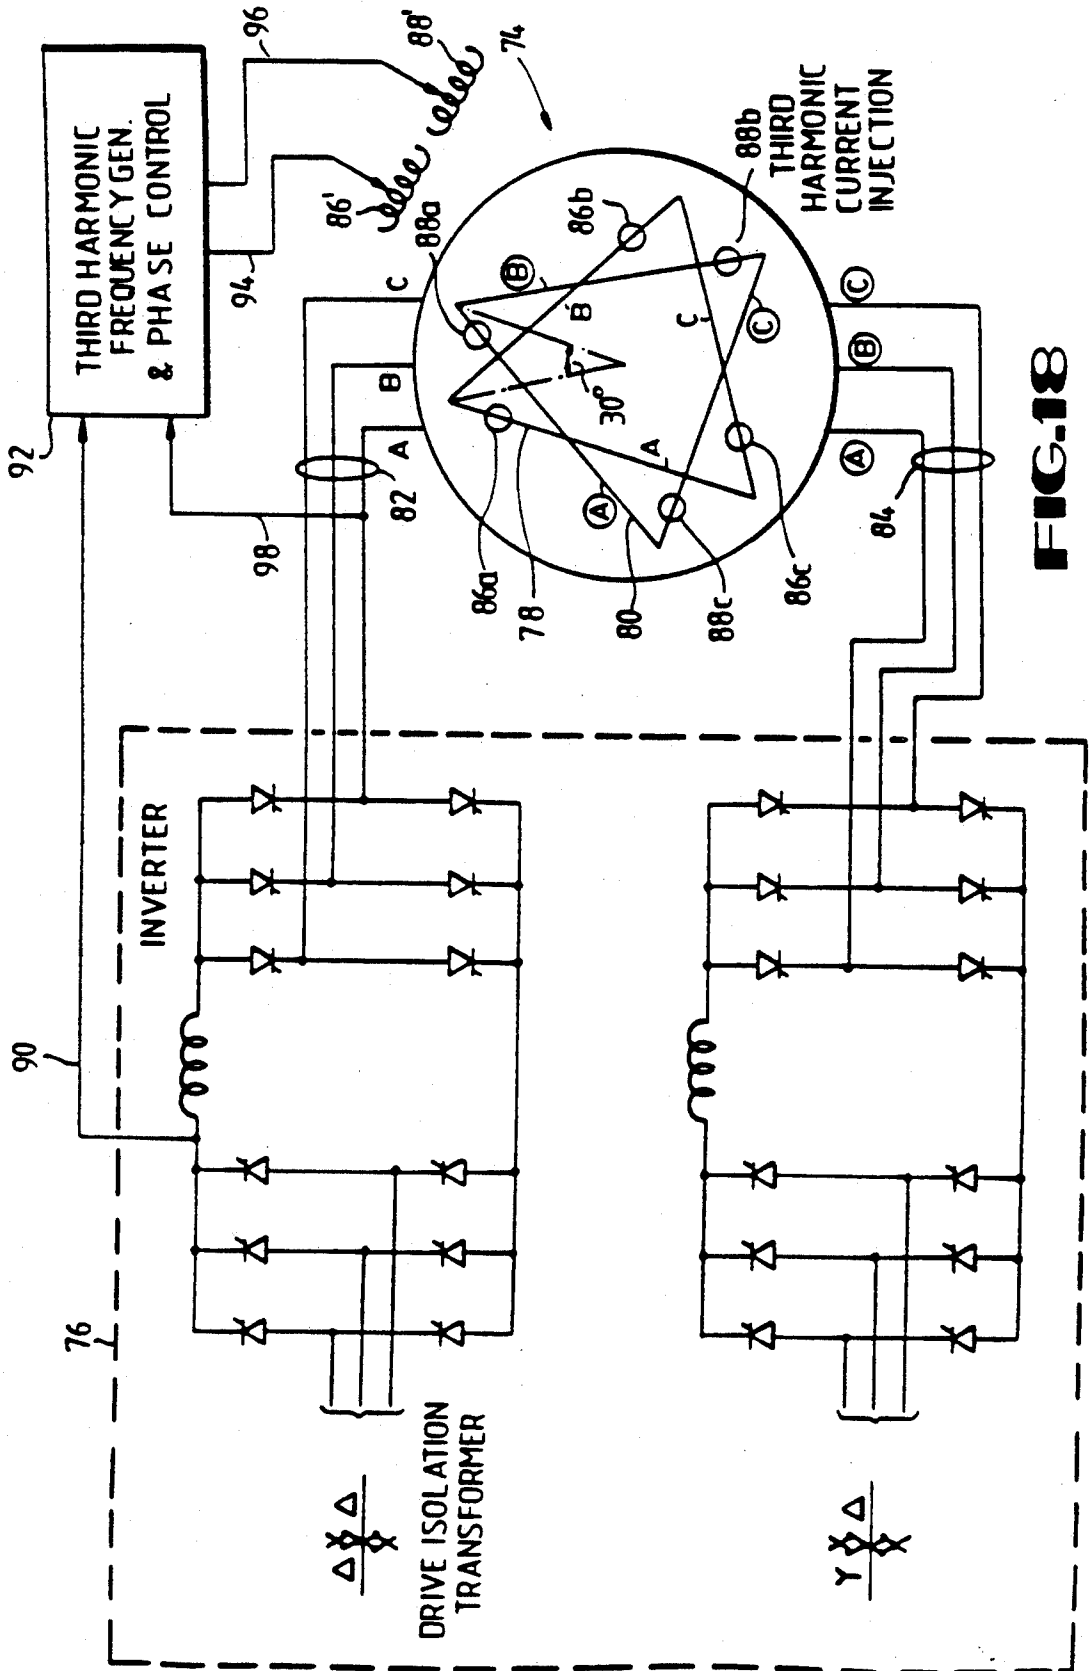 92
THIRD HARMONIC
FREQUENCY GEN.
& PHASE CONTROL
96
94
98
90
86'
88'
74
82
A
B
C
76
INVERTER
DRIVE ISOLATION
TRANSFORMER
Δ Δ
Y Δ
86a
88a
86b
88b
THIRD
HARMONIC
CURRENT
INJECTION
78
80
88c
86c
A
B
C
A
B
C
30°
A
B
C
84
FIG.18